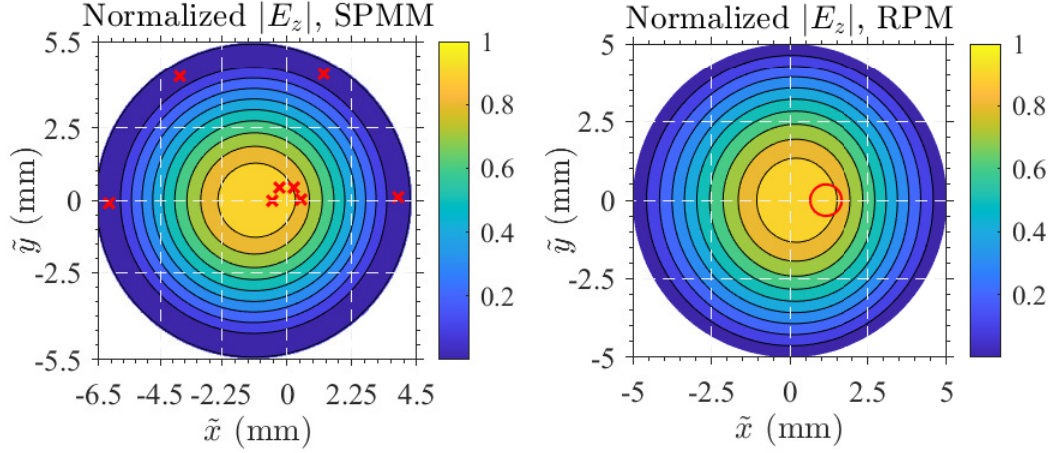 Normalized |E_z|, SPMM
5.5
2.5
0
-2.5
-5.5
ỹ (mm)
-6.5 -4.5 -2.25 0 2.25 4.5
x̃ (mm)
1
0.8
0.6
0.4
0.2
Normalized |E_z|, RPM
5
2.5
0
-2.5
-5
ỹ (mm)
-5 -2.5 0 2.5 5
x̃ (mm)
1
0.8
0.6
0.4
0.2